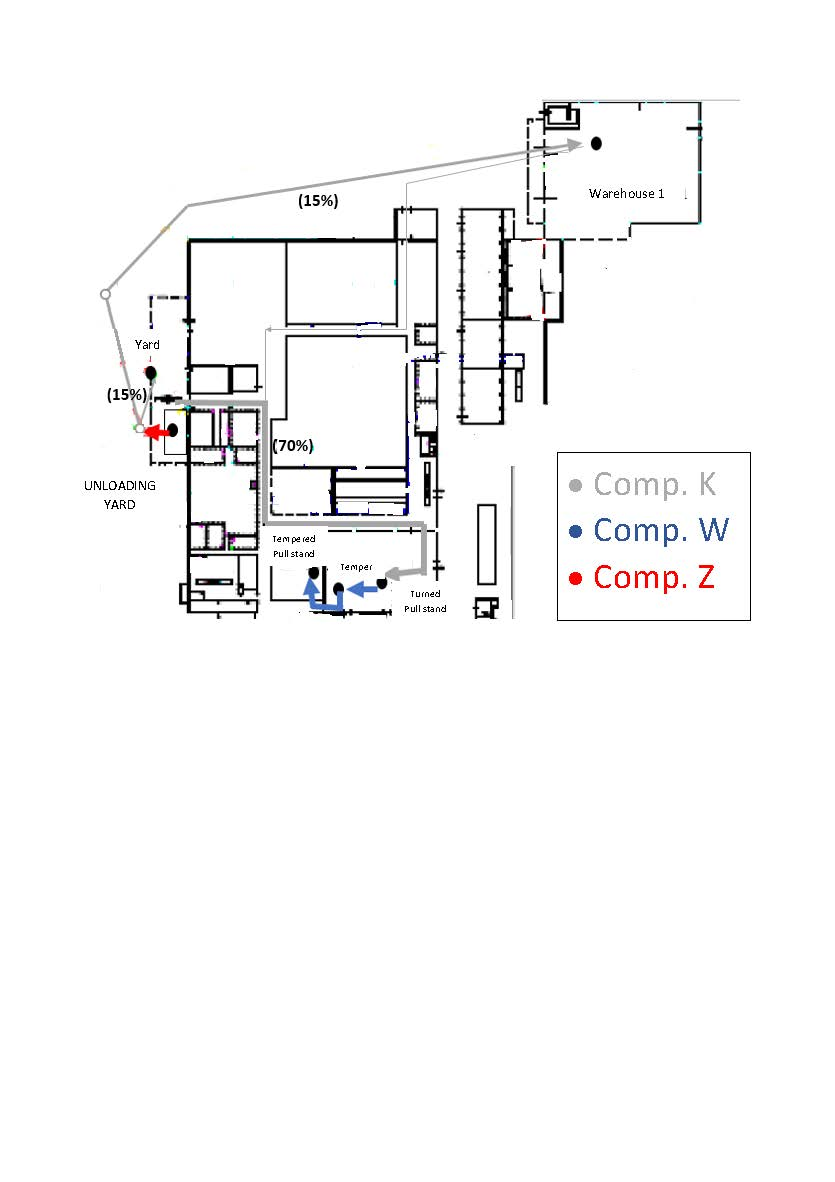 Warehouse 1
(15%)
Yard
(15%)
(70%)
UNLOADING
YARD
Tempered
Pull stand
Temper
Turned
Pull stand
Comp. K
Comp. W
Comp. Z